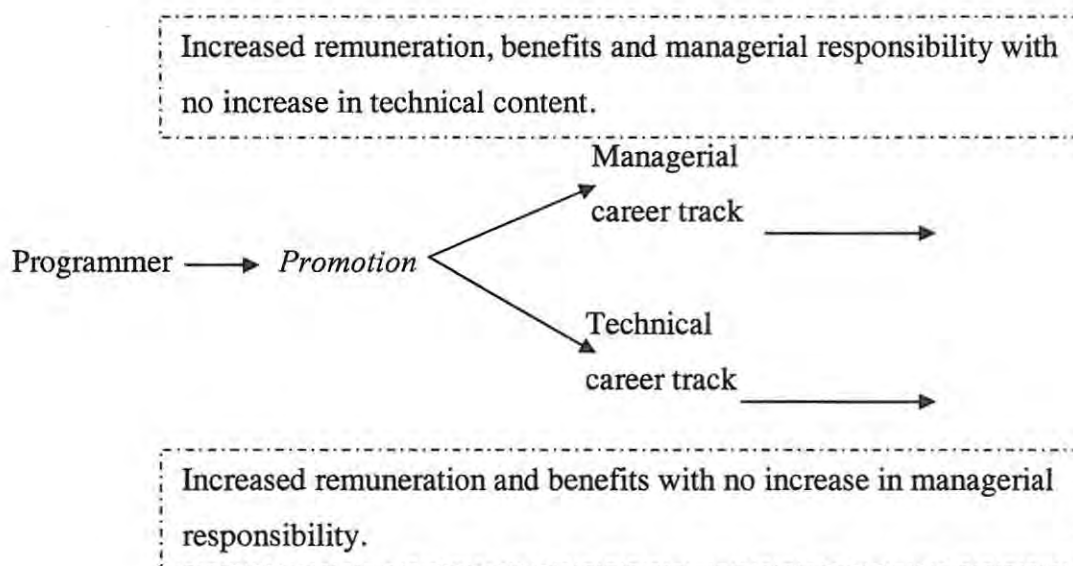 Increased remuneration, benefits and managerial responsibility with
no increase in technical content.
Managerial
career track
Programmer
Promotion
Technical
career track
Increased remuneration and benefits with no increase in managerial
responsibility.